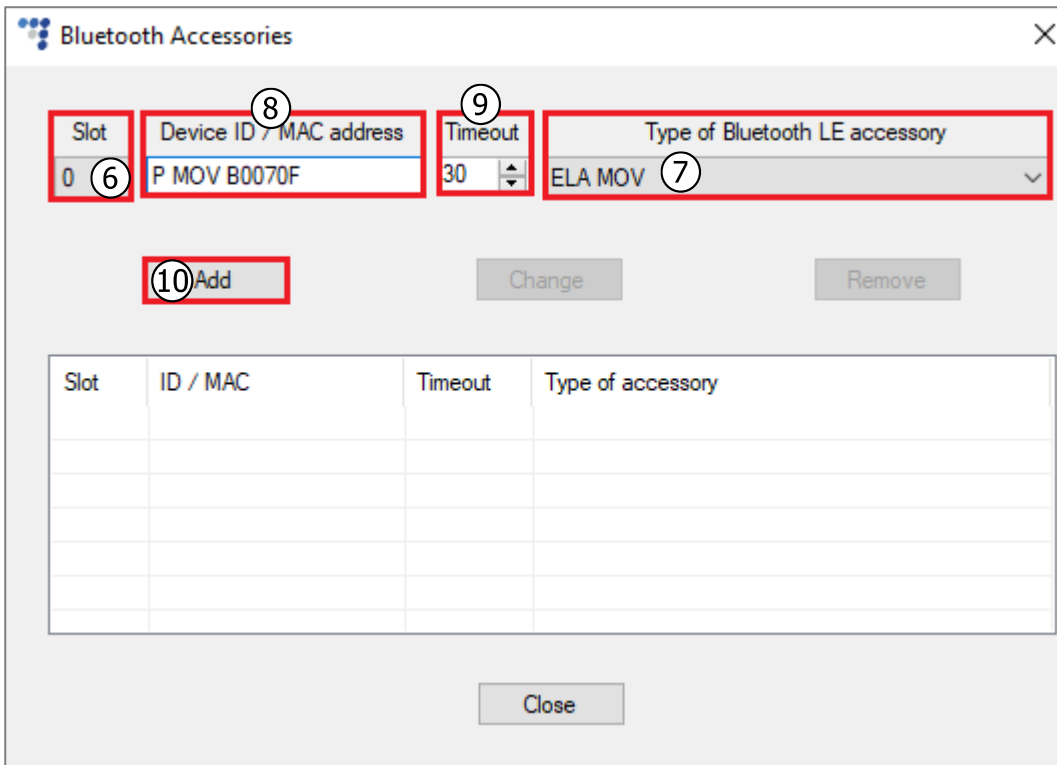 Bluetooth Accessories
Slot Device ID / MAC address Timeout Type of Bluetooth LE accessory
⑧ ⑨
0 ⑥ P MOV B0070F 30 ELA MOV ⑦
⑩ Add Change Remove
Slot ID / MAC Timeout Type of accessory
Close